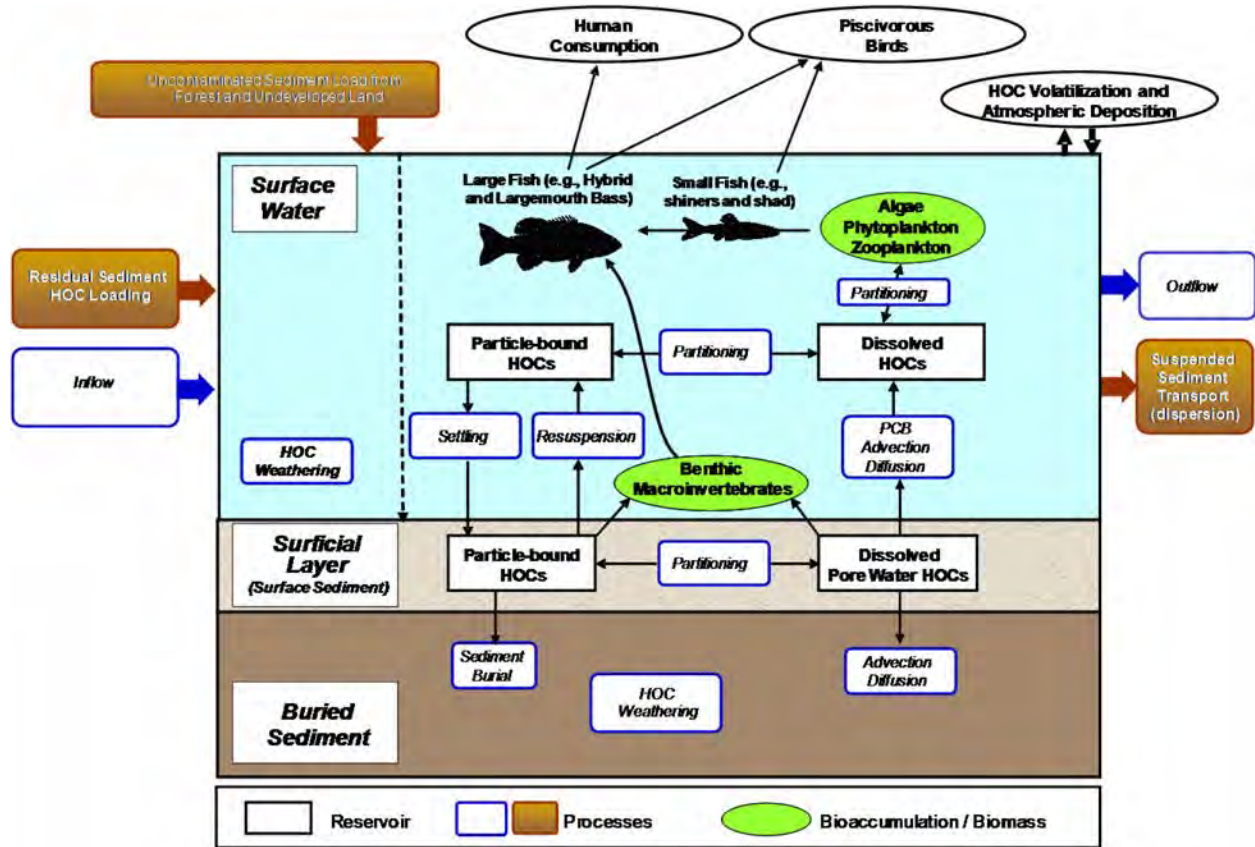 Human
Consumption
Piscivorous
Birds
Uncontaminated Sediment Load from
Forest and Undeveloped Land
HOC Volatilization and
Atmospheric Deposition
Surface
Water
Large Fish (e.g., Hybrid
and Largemouth Bass)
Small Fish (e.g.,
shiners and shad)
Algae
Phytoplankton
Zooplankton
Residual Sediment
HOC Loading
Partitioning
Outflow
Particle-bound
HOCs
Partitioning
Dissolved
HOCs
Inflow
Suspended
Sediment
Transport
(dispersion)
Settling
Resuspension
PCB
Advection
Diffusion
HOC
Weathering
Benthic
Macroinvertebrates
Surficial
Layer
(Surface Sediment)
Particle-bound
HOCs
Partitioning
Dissolved
Pore Water HOCs
Sediment
Burial
Advection
Diffusion
HOC
Weathering
Buried
Sediment
Reservoir
Processes
Bioaccumulation / Biomass